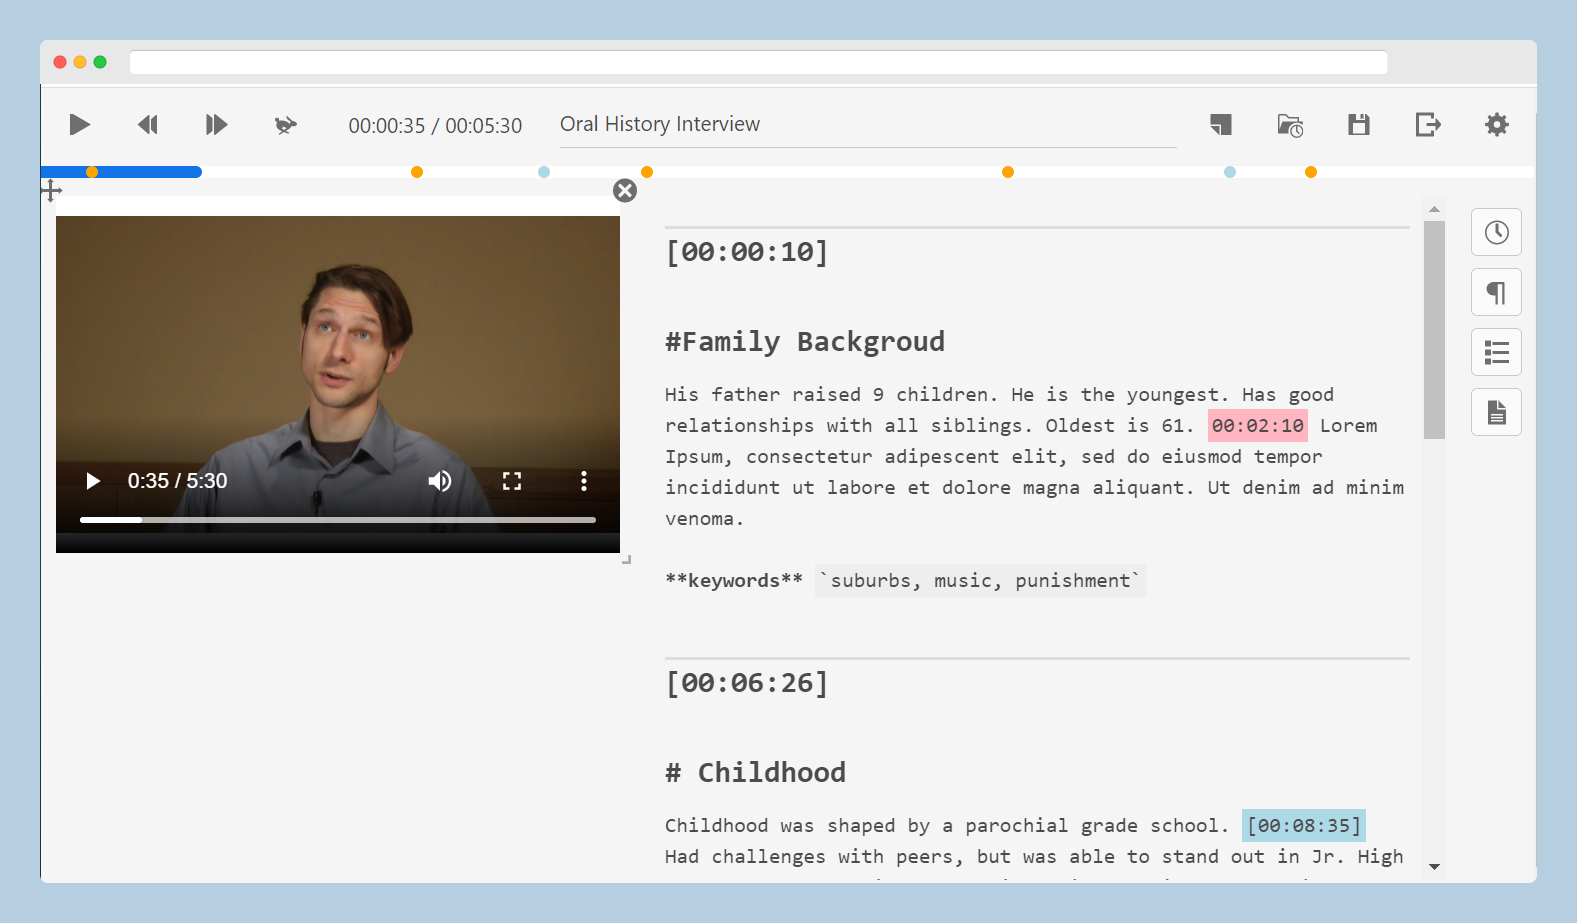 00:00:35 / 00:05:30
Oral History Interview
0:35 / 5:30
[00:00:10]
#Family Backgroud
His father raised 9 children. He is the youngest. Has good
relationships with all siblings. Oldest is 61. 00:02:10 Lorem
Ipsum, consectetur adipescent elit, sed do eiusmod tempor
incididunt ut labore et dolore magna aliquant. Ut denim ad minim
venoma.
**keywords** `suburbs, music, punishment`
[00:06:26]
# Childhood
Childhood was shaped by a parochial grade school. [00:08:35]
Had challenges with peers, but was able to stand out in Jr. High